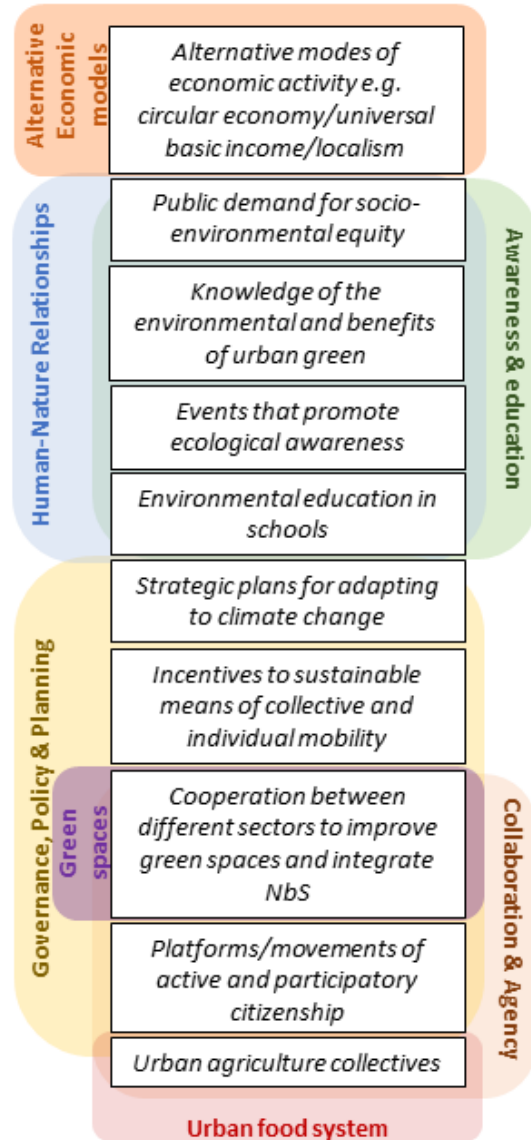 Alternative
Economic
models
Alternative modes of
economic activity e.g.
circular economy/universal
basic income/localism
Human-Nature Relationships
Awareness & education
Public demand for socio-
environmental equity
Knowledge of the
environmental and benefits
of urban green
Events that promote
ecological awareness
Environmental education in
schools
Governance, Policy & Planning
Strategic plans for adapting
to climate change
Incentives to sustainable
means of collective and
individual mobility
Green
spaces
Collaboration & Agency
Cooperation between
different sectors to improve
green spaces and integrate
NbS
Platforms/movements of
active and participatory
citizenship
Urban agriculture collectives
Urban food system